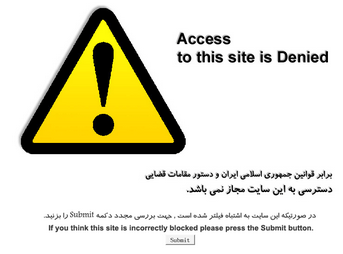 Access
to this site is Denied
برابر قوانین جمهوری اسلامی ایران و دستور مقامات قضایی
دسترسی به این سایت مجاز نمی باشد.
در صورتیکه این سایت به اشتباه فیلتر شده است , جهت بررسی مجدد دکمه Submit را بزنید.
If you think this site is incorrectly blocked please press the Submit button.
Submit